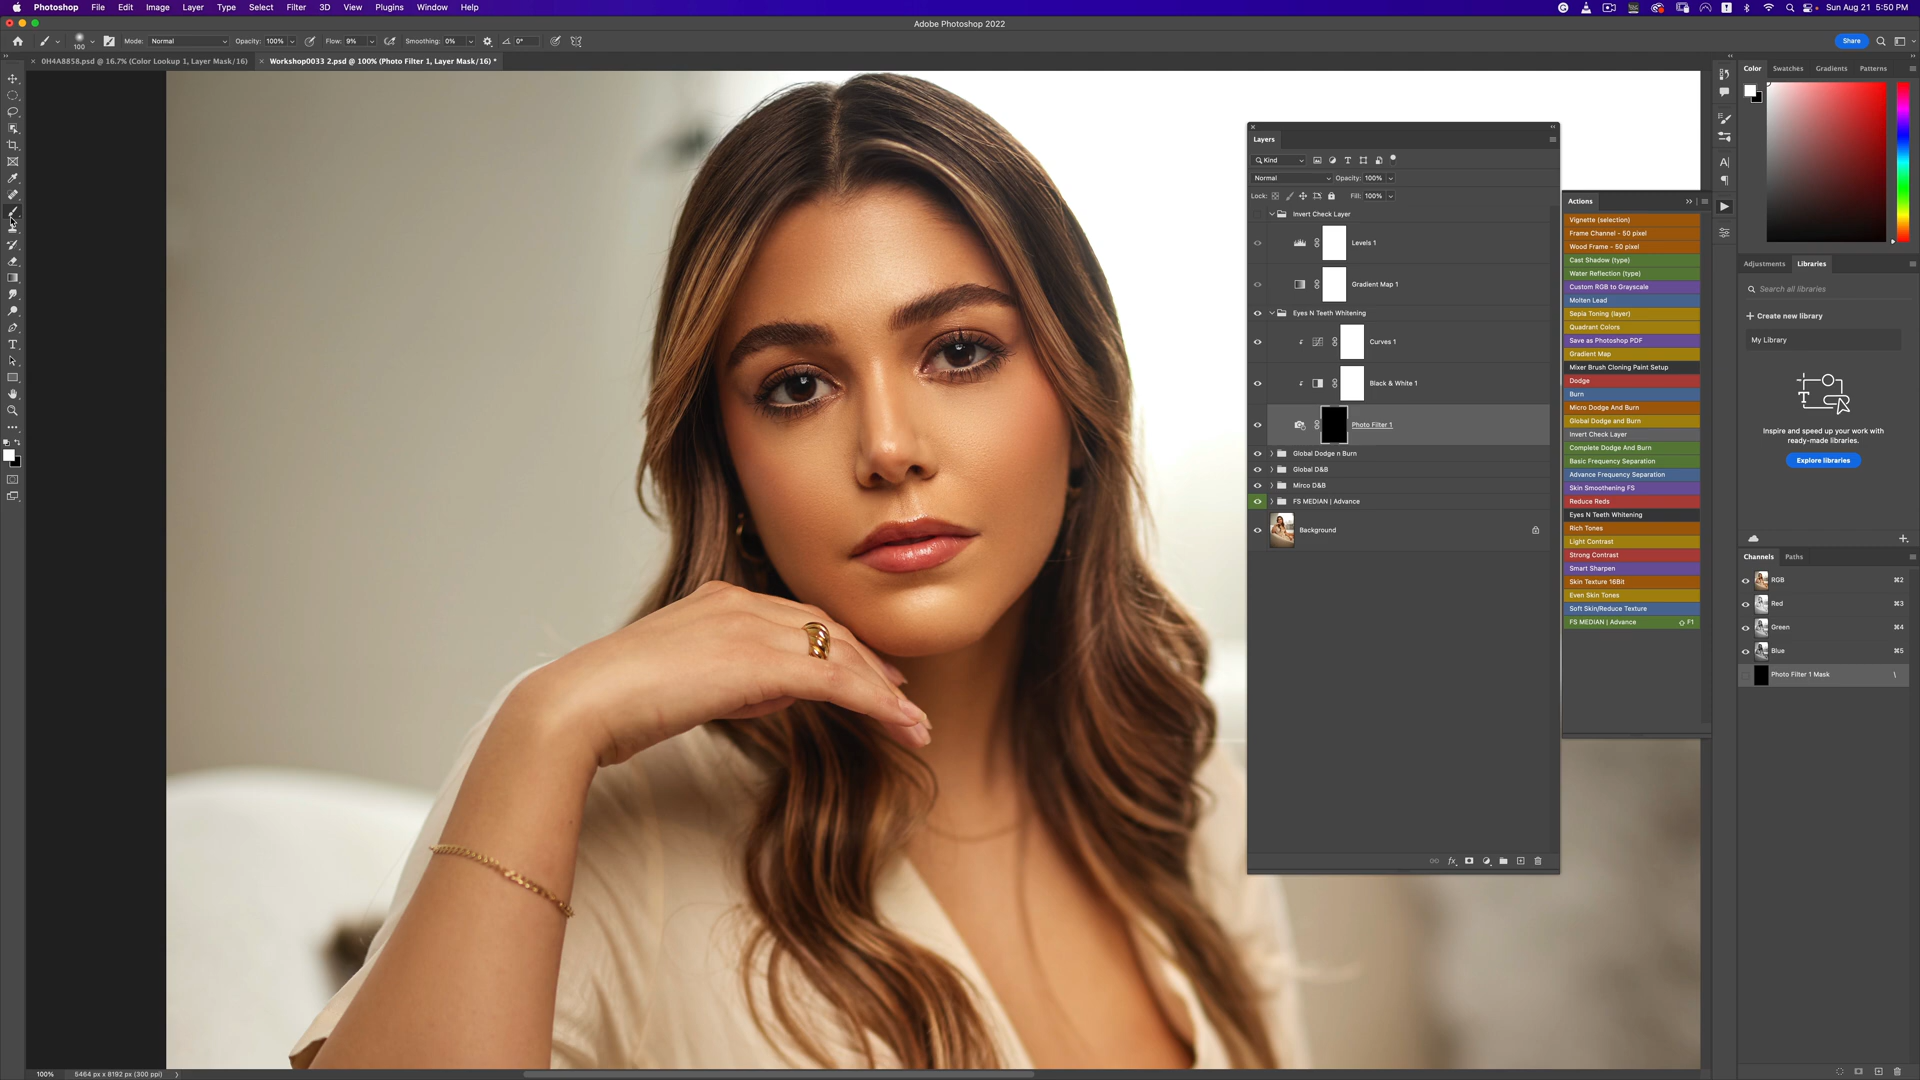 Photoshop File Edit Image Layer Type Select Filter 3D View Plugins Window Help Sun Aug 21 5:50 PM
Adobe Photoshop 2022
100 Mode: Normal Opacity: 100% Flow: 9% Smoothing: 0% 0° Share
0H4A8858.psd @ 16.7% (Color Lookup 1, Layer Mask/16)
Workshop0033 2.psd @ 100% (Photo Filter 1, Layer Mask/16) *
Layers
Kind
Normal Opacity: 100%
Lock: Fill: 100%
Invert Check Layer
Levels 1
Gradient Map 1
Eyes N Teeth Whitening
Curves 1
Black & White 1
Photo Filter 1
Global Dodge n Burn
Global D&B
Mirco D&B
FS MEDIAN | Advance
Background
Actions
Vignette (selection)
Frame Channel - 50 pixel
Wood Frame - 50 pixel
Cast Shadow (type)
Water Reflection (type)
Custom RGB to Grayscale
Molten Lead
Sepia Toning (layer)
Quadrant Colors
Save as Photoshop PDF
Gradient Map
Mixer Brush Cloning Paint Setup
Dodge
Burn
Micro Dodge And Burn
Global Dodge and Burn
Invert Check Layer
Complete Dodge And Burn
Basic Frequency Separation
Advance Frequency Separation
Skin Smoothening FS
Reduce Reds
Eyes N Teeth Whitening
Rich Tones
Light Contrast
Strong Contrast
Smart Sharpen
Skin Texture 16Bit
Even Skin Tones
Soft Skin/Reduce Texture
FS MEDIAN | Advance F1
Color Swatches Gradients Patterns
Adjustments Libraries
Search all libraries
Create new library
My Library
Inspire and speed up your work with
ready-made libraries.
Explore libraries
Channels Paths
RGB ⌘2
Red ⌘3
Green ⌘4
Blue ⌘5
Photo Filter 1 Mask \
100% 5464 px x 8192 px (300 ppi)